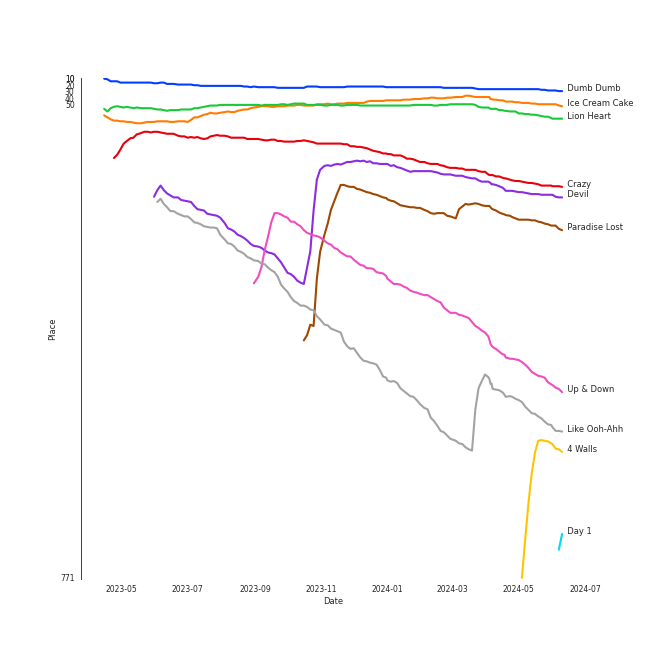 10
20
30
40
50
771
Place
2023-05
2023-07
2023-09
2023-11
2024-01
2024-03
2024-05
2024-07
Date
Dumb Dumb
Ice Cream Cake
Lion Heart
Crazy
Devil
Paradise Lost
Up & Down
Like Ooh-Ahh
4 Walls
Day 1